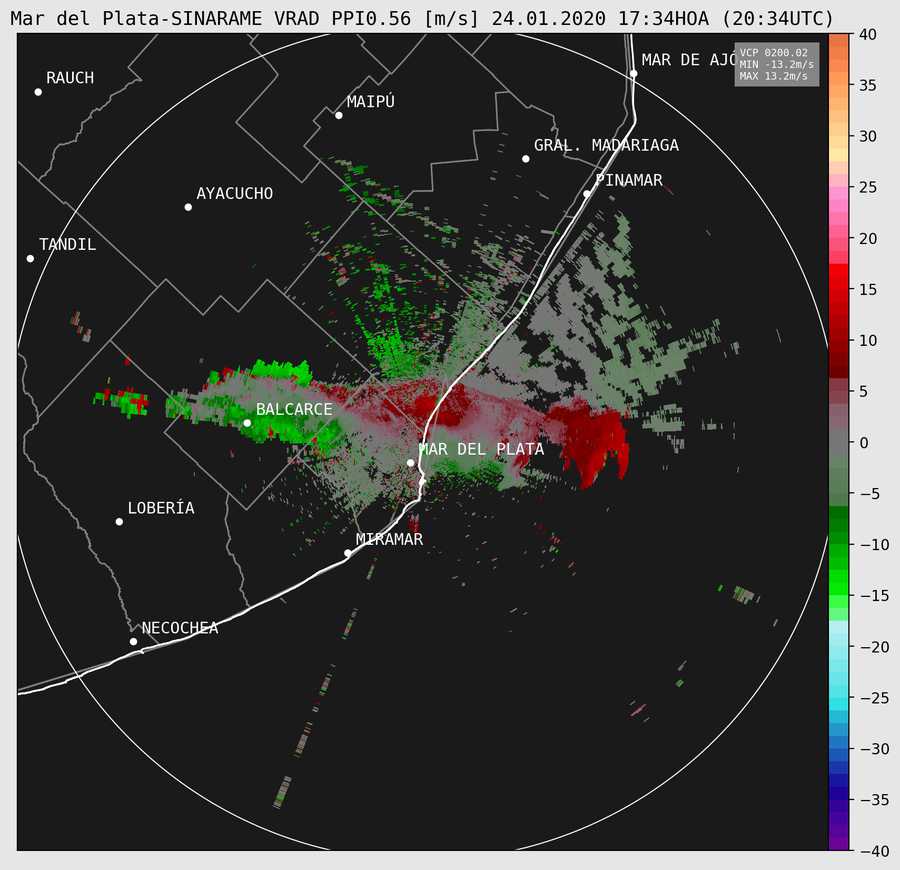 Mar del Plata-SINARAME VRAD PPI0.56 [m/s] 24.01.2020 17:34HOA (20:34UTC)
VCP 0200.02
MIN -13.2m/s
MAX 13.2m/s
MAR DE AJÓ
RAUCH
MAIPÚ
GRAL. MADARIAGA
PINAMAR
AYACUCHO
TANDIL
BALCARCE
MAR DEL PLATA
LOBERÍA
MIRAMAR
NECOCHEA
40
35
30
25
20
15
10
5
0
−5
−10
−15
−20
−25
−30
−35
−40